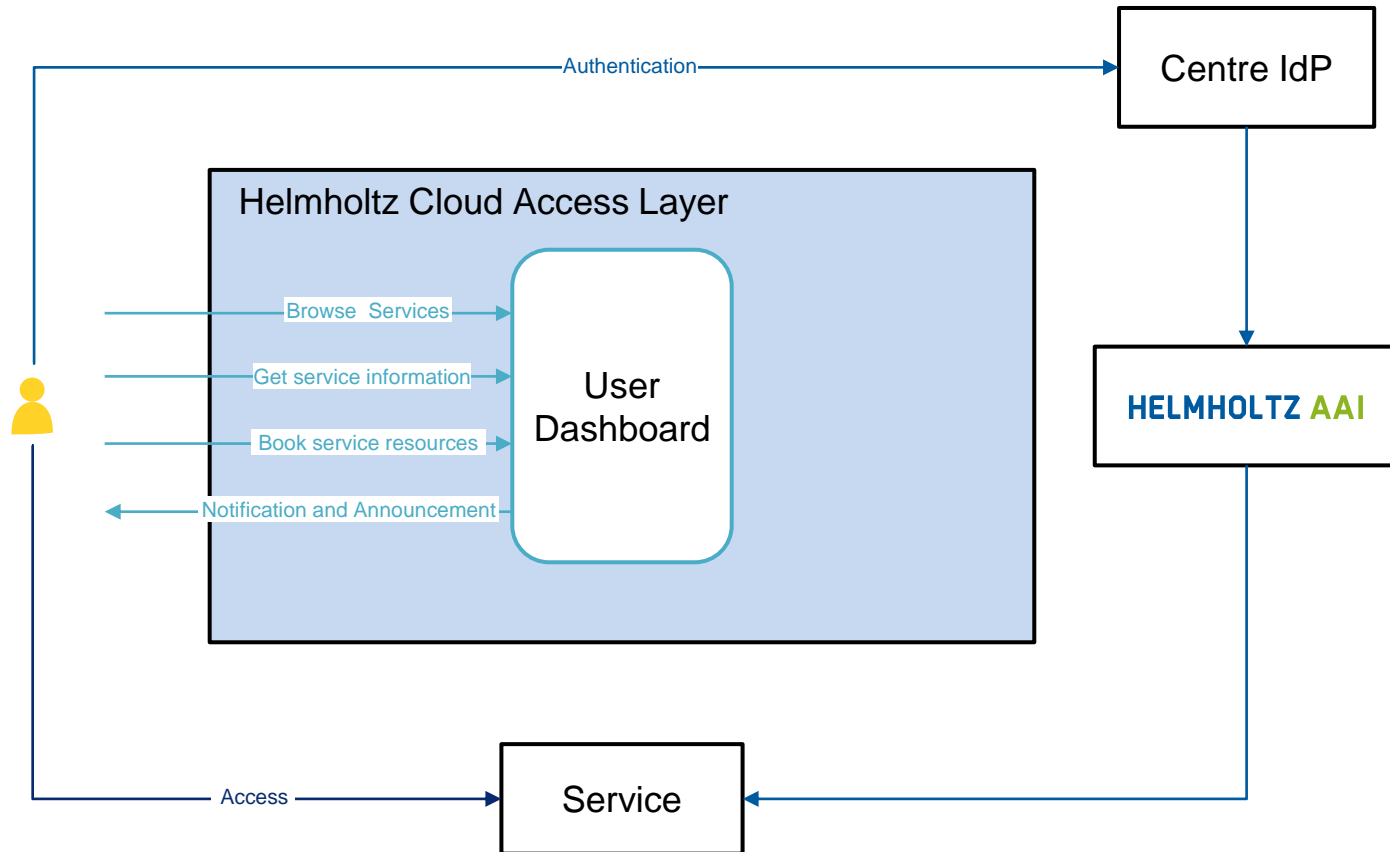 Authentication
Centre IdP
Helmholtz Cloud Access Layer
Browse  Services
Get service information
User
Dashboard
HELMHOLTZ AAI
Book service resources
Notification and Announcement
Access
Service